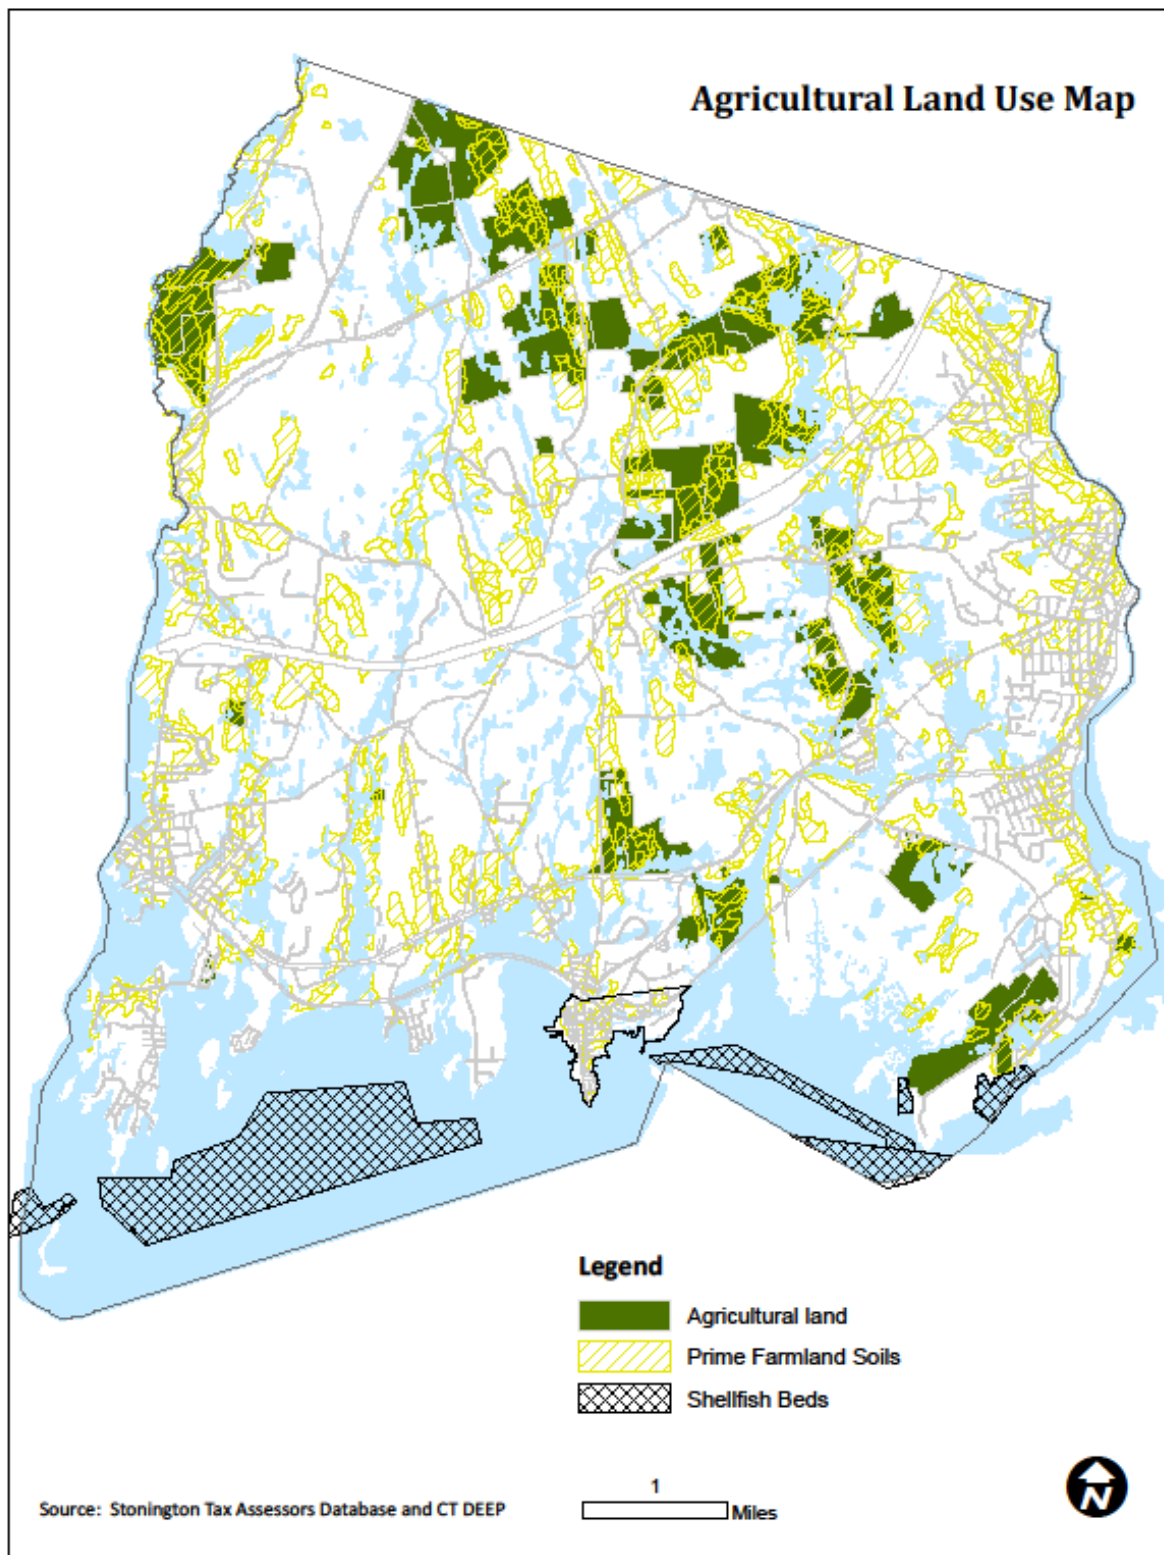 Agricultural Land Use Map
Legend
Agricultural land
Prime Farmland Soils
Shellfish Beds
1
Miles
Source: Stonington Tax Assessors Database and CT DEEP
N